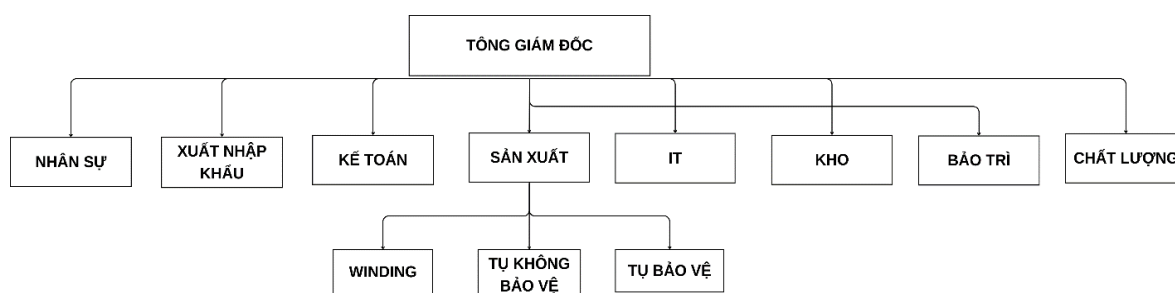 TÔNG GIÁM ĐỐC
NHÂN SỰ
XUẤT NHẬP
KHẨU
KẾ TOÁN
SẢN XUẤT
IT
KHO
BẢO TRÌ
CHẤT LƯỢNG
WINDING
TỤ KHÔNG
BẢO VỆ
TỤ BẢO VỆ